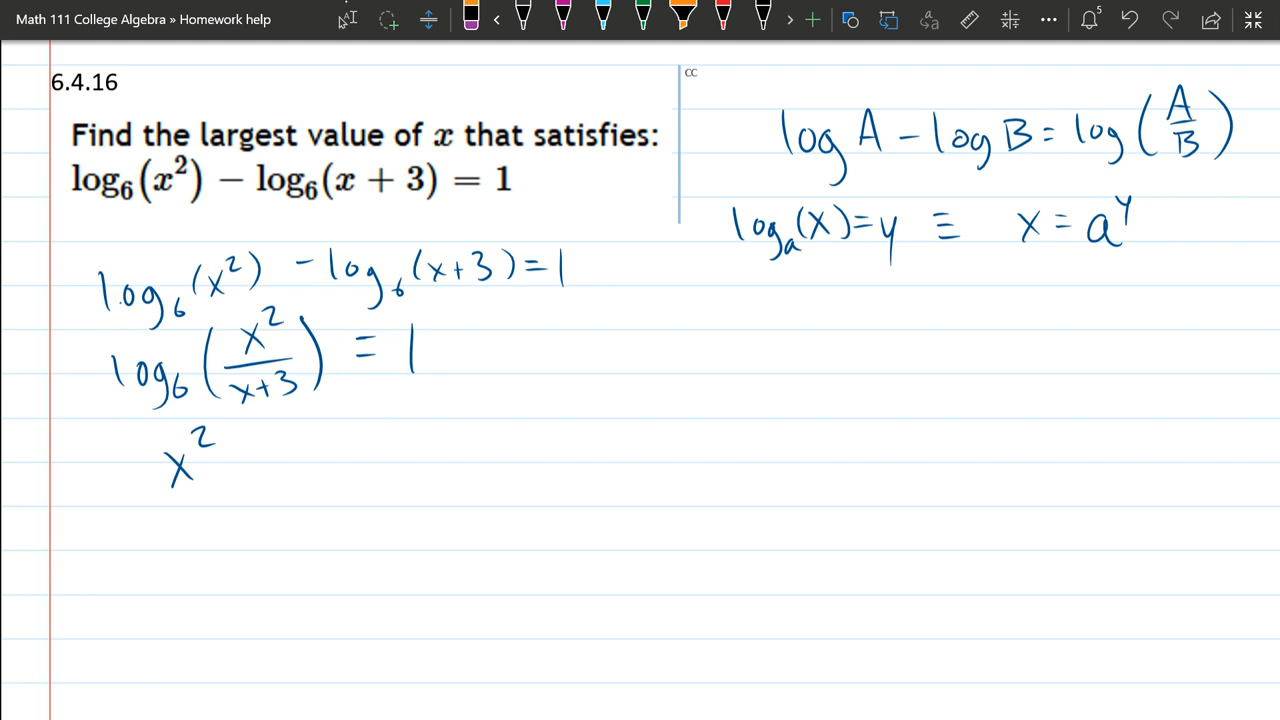 Math 111 College Algebra » Homework help
5
6.4.16
Find the largest value of x that satisfies:
log₆(x²) − log₆(x + 3) = 1
cc
log A − log B = log(A/B)
logₐ(x) = y ≡ x = aʸ
log₆(x²) − log₆(x+3) = 1
log₆(x²/(x+3)) = 1
x²